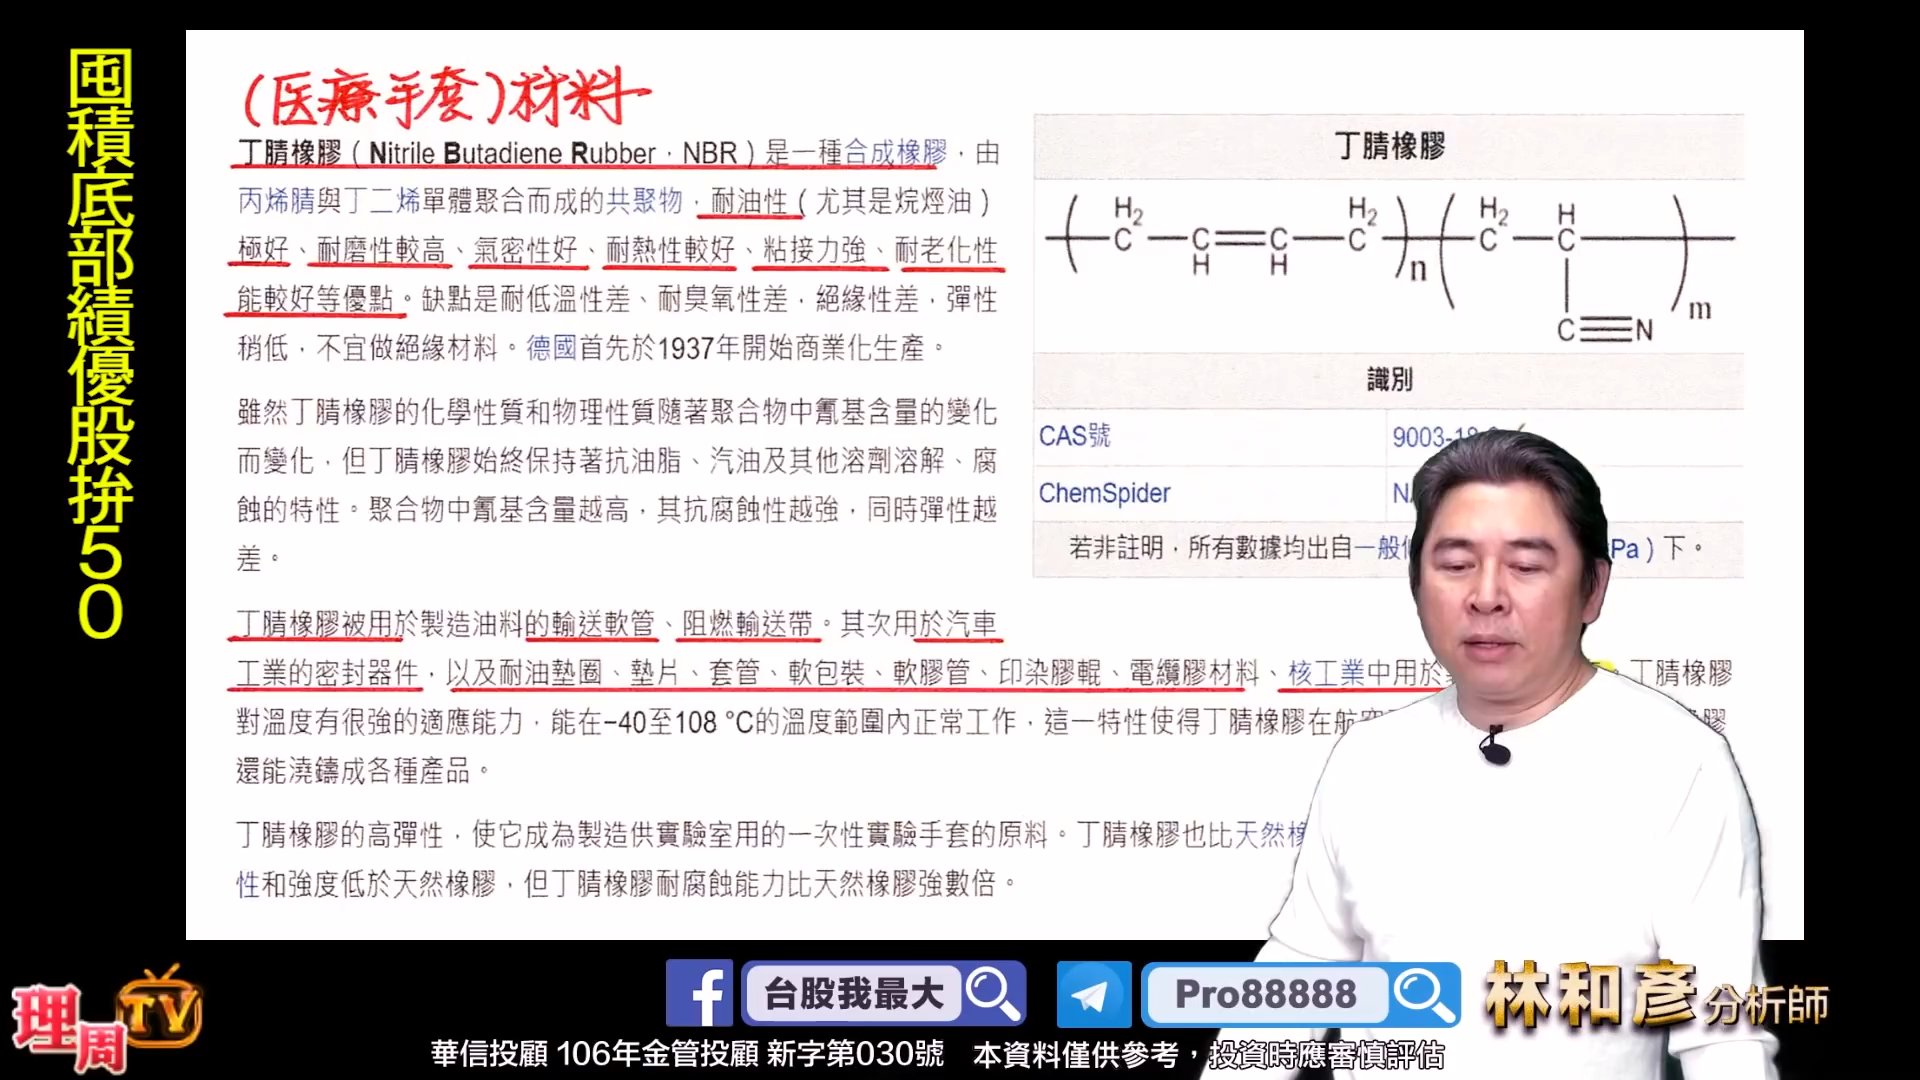 囤積底部績優股拚50
(医療手套)材料
丁腈橡膠（Nitrile Butadiene Rubber，NBR）是一種合成橡膠，由
丙烯腈與丁二烯單體聚合而成的共聚物，耐油性（尤其是烷烴油）
極好、耐磨性較高、氣密性好、耐熱性較好、粘接力強、耐老化性
能較好等優點。缺點是耐低溫性差、耐臭氧性差，絕緣性差，彈性
稍低，不宜做絕緣材料。德國首先於1937年開始商業化生產。
雖然丁腈橡膠的化學性質和物理性質隨著聚合物中氰基含量的變化
而變化，但丁腈橡膠始終保持著抗油脂、汽油及其他溶劑溶解、腐
蝕的特性。聚合物中氰基含量越高，其抗腐蝕性越強，同時彈性越
差。
丁腈橡膠被用於製造油料的輸送軟管、阻燃輸送帶。其次用於汽車
工業的密封器件，以及耐油墊圈、墊片、套管、軟包裝、軟膠管、印染膠輥、電纜膠材料、核工業中用於 丁腈橡膠
對溫度有很強的適應能力，能在−40至108 °C的溫度範圍內正常工作，這一特性使得丁腈橡膠在航 膠
還能澆鑄成各種產品。
丁腈橡膠的高彈性，使它成為製造供實驗室用的一次性實驗手套的原料。丁腈橡膠也比天然
性和強度低於天然橡膠，但丁腈橡膠耐腐蝕能力比天然橡膠強數倍。
丁腈橡膠
H2 H2 H2 H
C C C C C C
H H n
C N m
識別
CAS號 9003-
ChemSpider
若非註明，所有數據均出自一般 Pa）下。
理周TV
f 台股我最大 Pro88888 林和彥分析師
華信投顧 106年金管投顧 新字第030號 本資料僅供參考，投資時應審慎評估